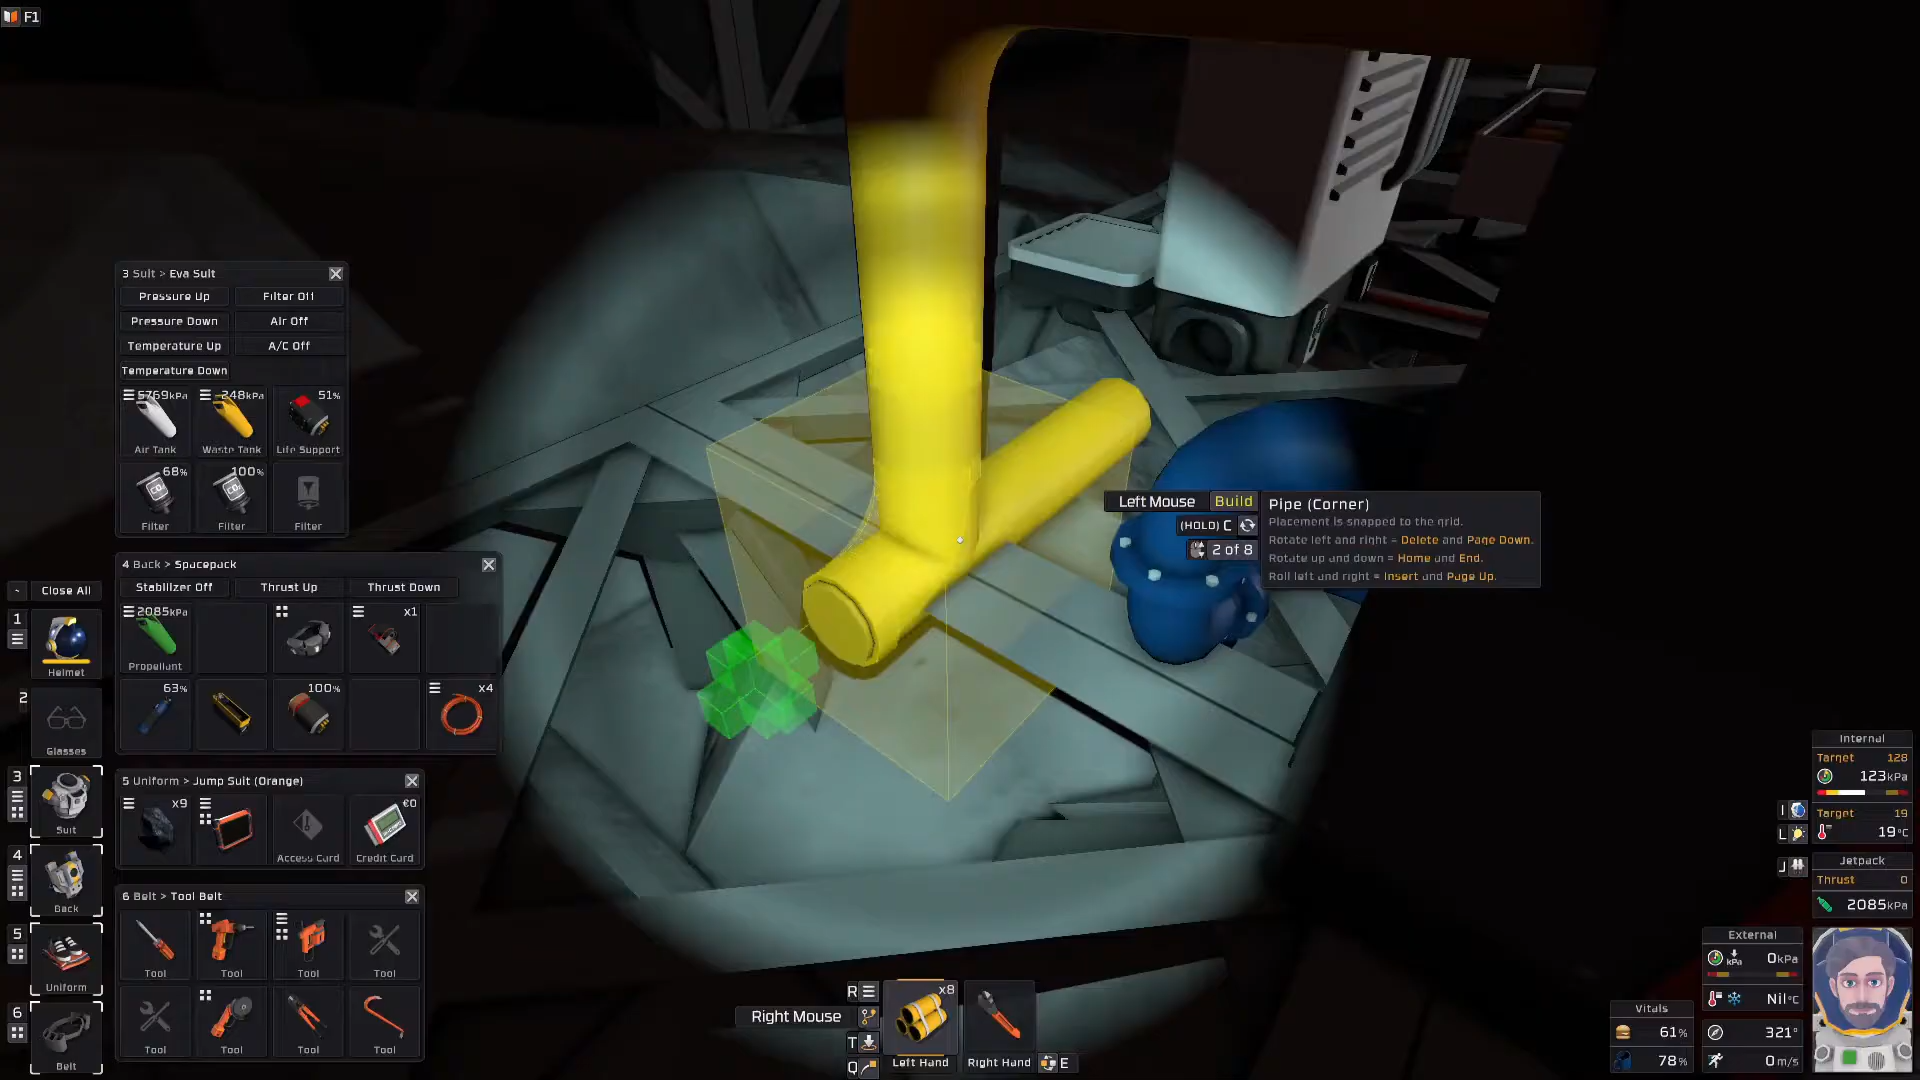 F1
3 Suit > Eva Suit
Pressure Up
Filter Off
Pressure Down
Air Off
Temperature Up
A/C Off
Temperature Down
5769kPa
248kPa
51%
Air Tank
Waste Tank
Life Support
68%
100%
Filter
Filter
Filter
4 Back > Spacepack
Stabilizer Off
Thrust Up
Thrust Down
2085kPa
x1
Propellant
63%
100%
x4
5 Uniform > Jump Suit (Orange)
x9
€0
Access Card
Credit Card
6 Belt > Tool Belt
Tool
Tool
Tool
Tool
Tool
Tool
Tool
Tool
~
Close All
1
Helmet
2
Glasses
3
Suit
4
Back
5
Uniform
6
Belt
Left Mouse
Build
(HOLD) C
2 of 8
Pipe (Corner)
Placement is snapped to the grid.
Rotate left and right = Delete and Page Down.
Rotate up and down = Home and End.
Roll left and right = Insert and Page Up.
Right Mouse
R
T
Q
x8
Left Hand
Right Hand
E
Internal
Target 128
123kPa
Target 19
19°C
I
L
J
Jetpack
Thrust 0
2085kPa
External
kPa
0kPa
Nil°C
321°
0m/s
Vitals
61%
78%